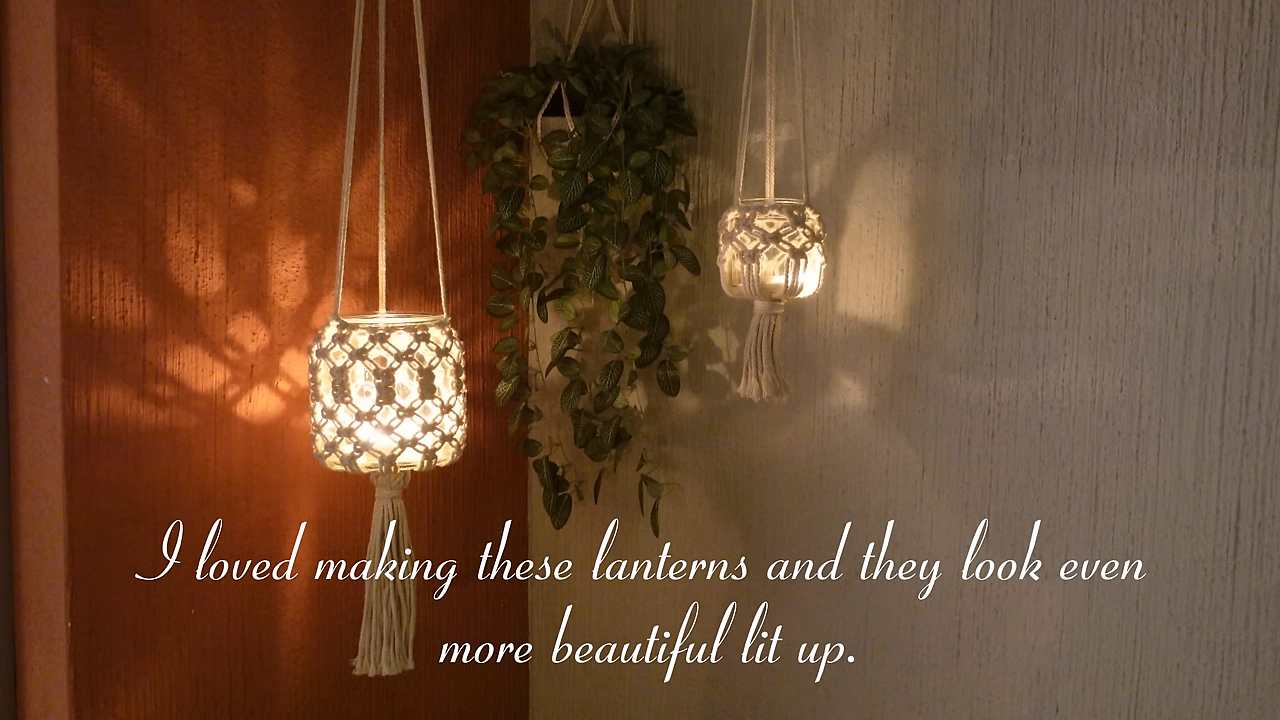 I loved making these lanterns and they look even
more beautiful lit up.